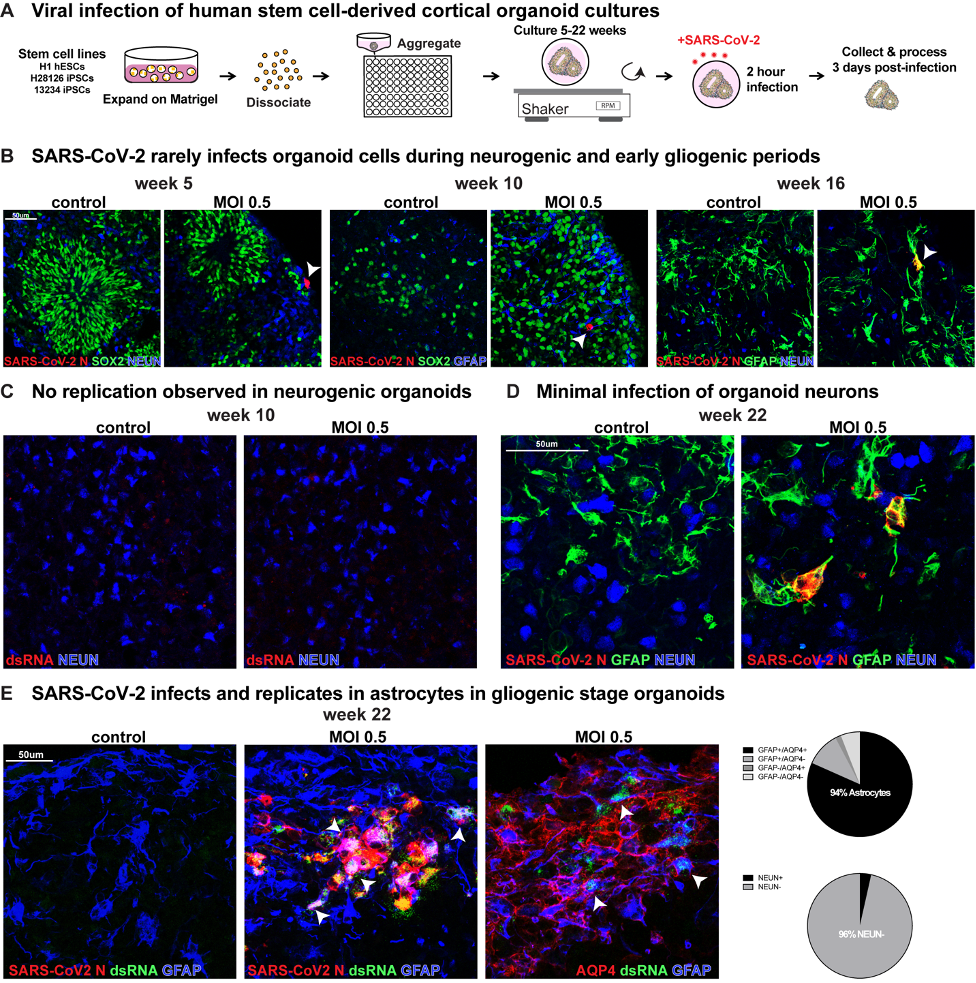 A Viral infection of human stem cell-derived cortical organoid cultures
Stem cell lines
H1 hESCs
H28126 iPSCs
13234 iPSCs
Expand on Matrigel
Dissociate
Aggregate
Culture 5-22 weeks
Shaker
RPM
+SARS-CoV-2
2 hour
infection
Collect & process
3 days post-infection
B SARS-CoV-2 rarely infects organoid cells during neurogenic and early gliogenic periods
week 5 week 10 week 16
control MOI 0.5 control MOI 0.5 control MOI 0.5
50um
SARS-CoV-2 N SOX2 NEUN SARS-CoV-2 N SOX2 GFAP SARS-CoV-2 N GFAP NEUN
C No replication observed in neurogenic organoids
week 10
control MOI 0.5
dsRNA NEUN dsRNA NEUN
D Minimal infection of organoid neurons
week 22
control MOI 0.5
50um
SARS-CoV-2 N GFAP NEUN SARS-CoV-2 N GFAP NEUN
E SARS-CoV-2 infects and replicates in astrocytes in gliogenic stage organoids
week 22
control MOI 0.5 MOI 0.5
50um
SARS-CoV2 N dsRNA GFAP SARS-CoV2 N dsRNA GFAP AQP4 dsRNA GFAP
GFAP+/AQP4+
GFAP+/AQP4-
GFAP-/AQP4+
GFAP-/AQP4-
94% Astrocytes
NEUN+
NEUN-
96% NEUN-